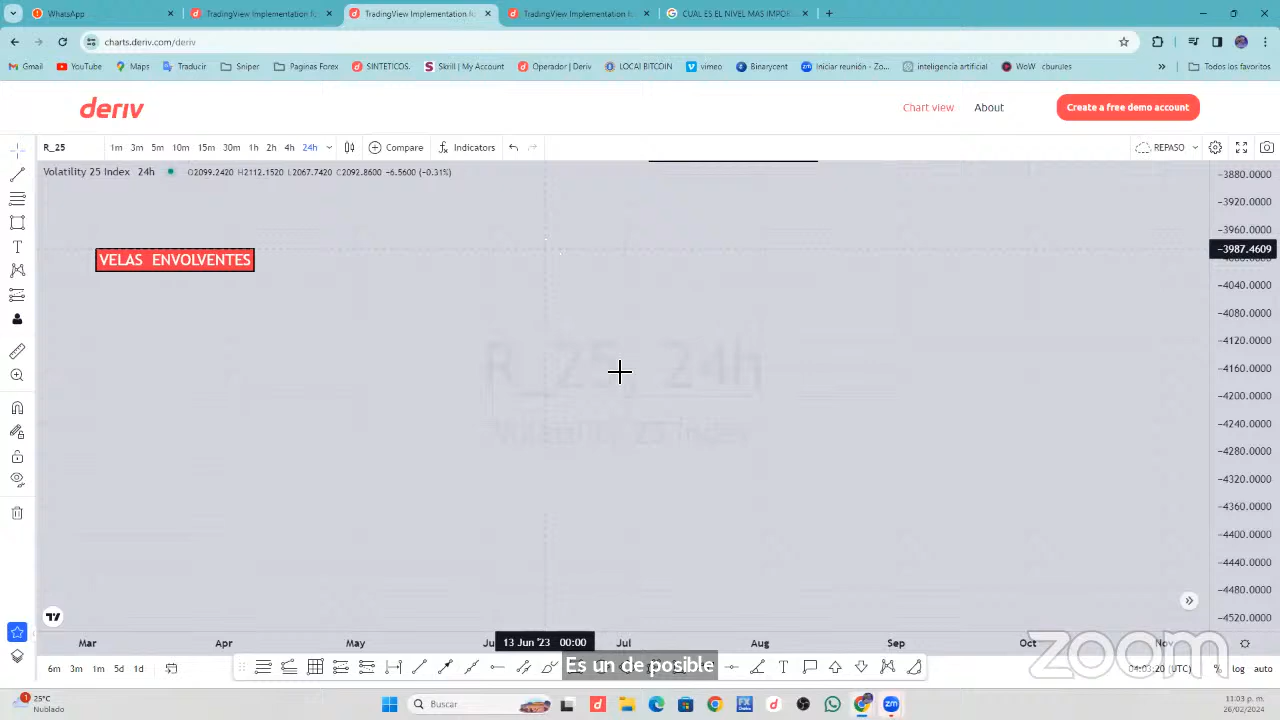 WhatsApp
TradingView Implementation fo
TradingView Implementation fo
TradingView Implementation fo
CUAL ES EL NIVEL MAS IMPOR
charts.deriv.com/deriv
Gmail
YouTube
Maps
Traducir
Sniper
Paginas Forex
SINTETICOS.
Skrill | My Account
Operador | Deriv
LOCAL BITCOIN
vimeo
Binarycent
Iniciar reunión - Zo...
inteligencia artificial
WoW - cburules
Todos los favoritos
deriv
Chart view
About
Create a free demo account
R_25
1m 3m 5m 10m 15m 30m 1h 2h 4h 24h
Compare
Indicators
REPASO
Volatility 25 Index 24h O2099.2420 H2112.1520 L2067.7420 C2092.8600 -6.5600 (-0.31%)
VELAS ENVOLVENTES
R_25, 24h
Volatility 25 Index
-3880.0000
-3920.0000
-3960.0000
-3987.4609
-4040.0000
-4080.0000
-4120.0000
-4160.0000
-4200.0000
-4240.0000
-4280.0000
-4320.0000
-4360.0000
-4400.0000
-4440.0000
-4480.0000
-4520.0000
Mar Apr May Ju 13 Jun '23 00:00 Jul Aug Sep Oct Nov
zoom
6m 3m 1m 5d 1d
Es un de posible
04:03:20 (UTC)
% log auto
25°C
Nublado
Buscar
11:03 p. m.
26/02/2024